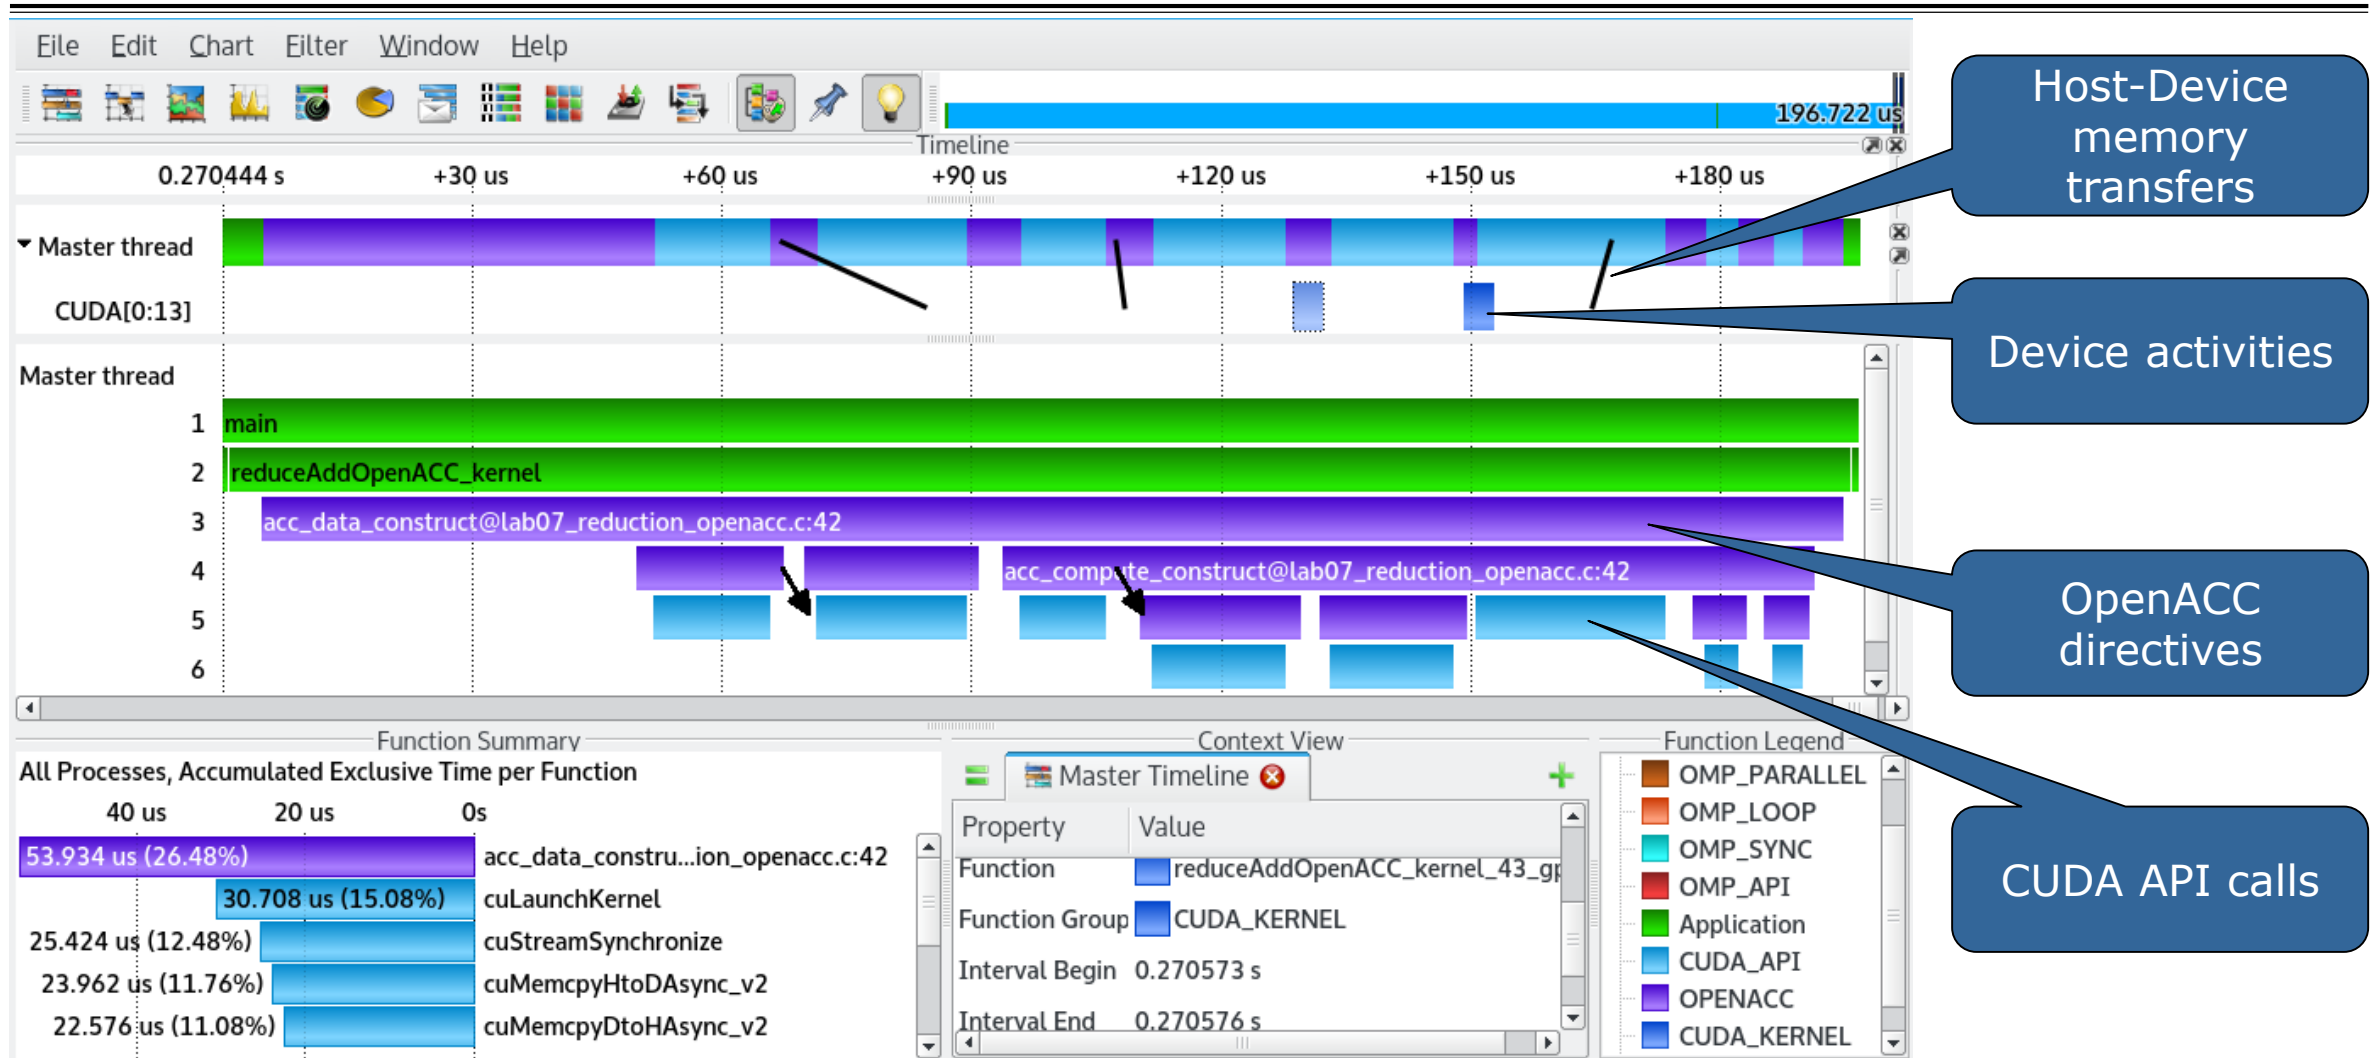 File Edit Chart Filter Window Help
196.722 us
Timeline
0.270444 s +30 us +60 us +90 us +120 us +150 us +180 us
Master thread
CUDA[0:13]
Master thread
1 main
2 reduceAddOpenACC_kernel
3 acc_data_construct@lab07_reduction_openacc.c:42
4 acc_compute_construct@lab07_reduction_openacc.c:42
5
6
Host-Device
memory
transfers
Device activities
OpenACC
directives
CUDA API calls
Function Summary
All Processes, Accumulated Exclusive Time per Function
40 us 20 us 0s
53.934 us (26.48%) acc_data_constru...ion_openacc.c:42
30.708 us (15.08%) cuLaunchKernel
25.424 us (12.48%) cuStreamSynchronize
23.962 us (11.76%) cuMemcpyHtoDAsync_v2
22.576 us (11.08%) cuMemcpyDtoHAsync_v2
Context View
Master Timeline
Property Value
Function reduceAddOpenACC_kernel_43_gp
Function Group CUDA_KERNEL
Interval Begin 0.270573 s
Interval End 0.270576 s
Function Legend
OMP_PARALLEL
OMP_LOOP
OMP_SYNC
OMP_API
Application
CUDA_API
OPENACC
CUDA_KERNEL